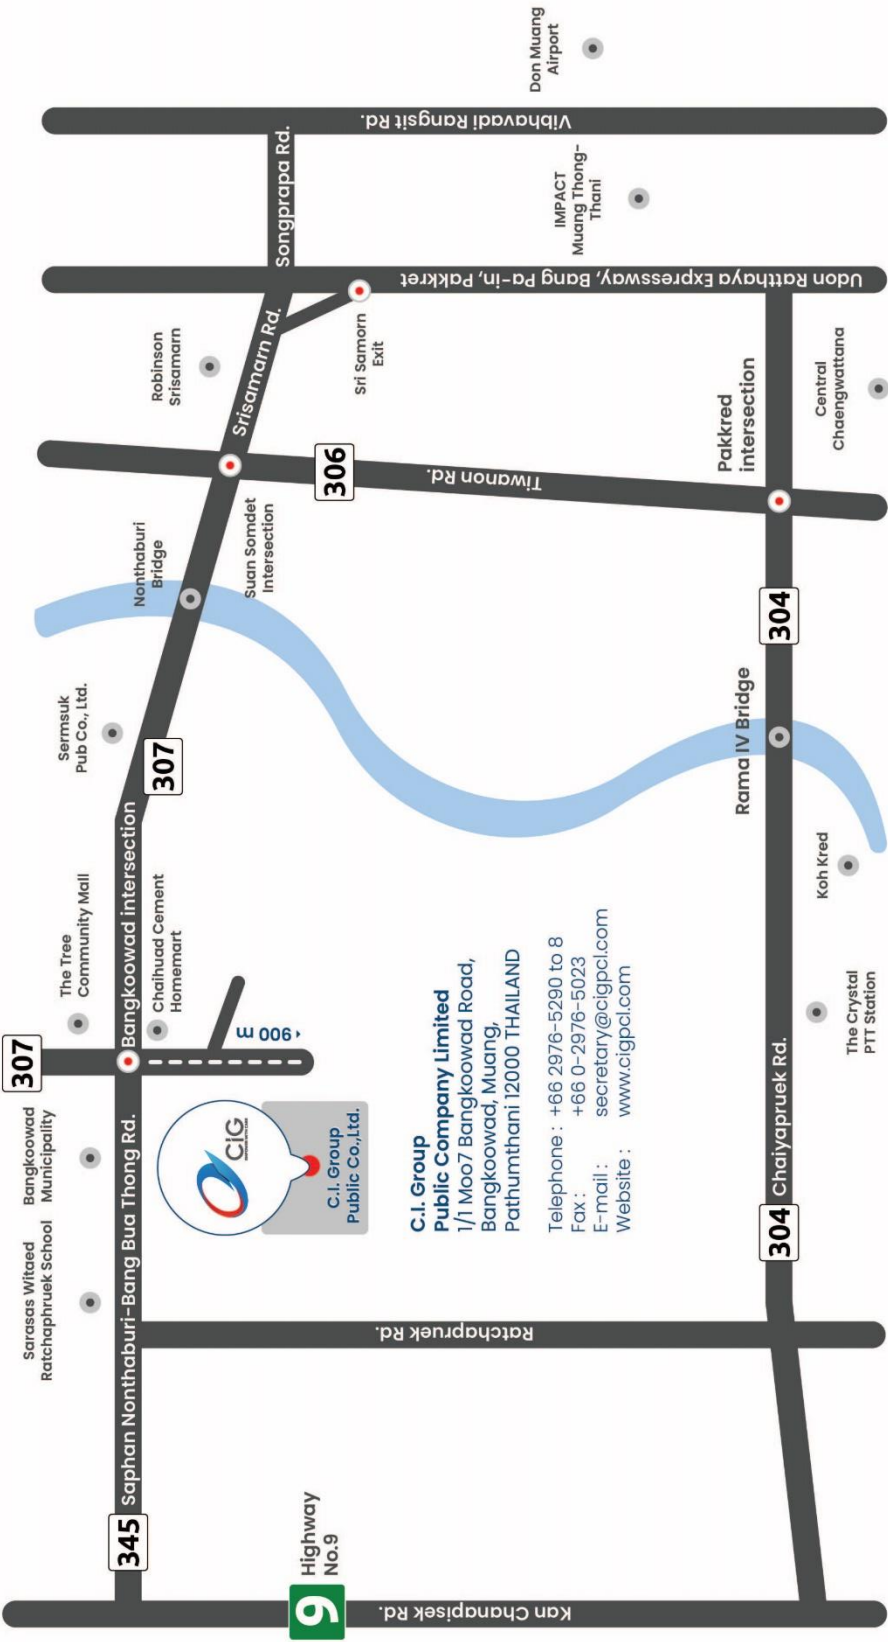 Don Muang
Airport
Vibhavadi Rangsit Rd.
Songprapa Rd.
IMPACT
Muang Thong-
Thani
Udon Ratthaya Expressway, Bang Pa-in, Pakkret
Robinson
Srisamarn
Srisamarn Rd.
Sri Samorn
Exit
Central
Chaengwattana
306
Tiwanon Rd.
Pakkred
intersection
Nonthaburi
Bridge
Suan Somdet
Intersection
304
Sermsuk
Pub Co., Ltd.
307
Rama IV Bridge
The Tree
Community Mall
Bangkoowad intersection
Chaihuad Cement
Homemart
Koh Kred
The Crystal
PTT Station
307
900 m
Bangkoowad
Municipality
Sarasas Witaed
Ratchaphruek School
Saphan Nonthaburi-Bang Bua Thong Rd.
CIG
C.I. Group
Public Co.,Ltd.
C.I. Group
Public Company Limited
1/1 Moo7 Bangkoowad Road,
Bangkoowad, Muang,
Pathumthani 12000 THAILAND
Telephone : +66 2976-5290 to 8
Fax : +66 0-2976-5023
E-mail : secretary@cigpcl.com
Website : www.cigpcl.com
Chaiyapruek Rd.
304
Ratchapruek Rd.
345
9
Highway
No.9
Kan Chanapisek Rd.